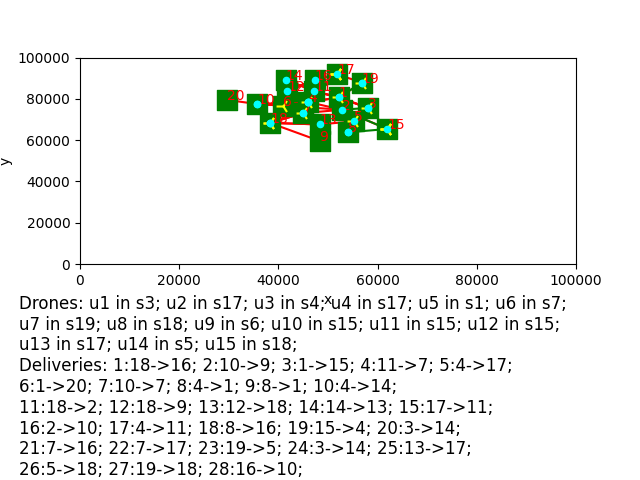 100000
80000
60000
40000
20000
0
y
0 20000 40000 60000 80000 100000
x
17
19
20
15
Drones: u1 in s3; u2 in s17; u3 in s4; u4 in s17; u5 in s1; u6 in s7;
u7 in s19; u8 in s18; u9 in s6; u10 in s15; u11 in s15; u12 in s15;
u13 in s17; u14 in s5; u15 in s18;
Deliveries: 1:18->16; 2:10->9; 3:1->15; 4:11->7; 5:4->17;
6:1->20; 7:10->7; 8:4->1; 9:8->1; 10:4->14;
11:18->2; 12:18->9; 13:12->18; 14:14->13; 15:17->11;
16:2->10; 17:4->11; 18:8->16; 19:15->4; 20:3->14;
21:7->16; 22:7->17; 23:19->5; 24:3->14; 25:13->17;
26:5->18; 27:19->18; 28:16->10;